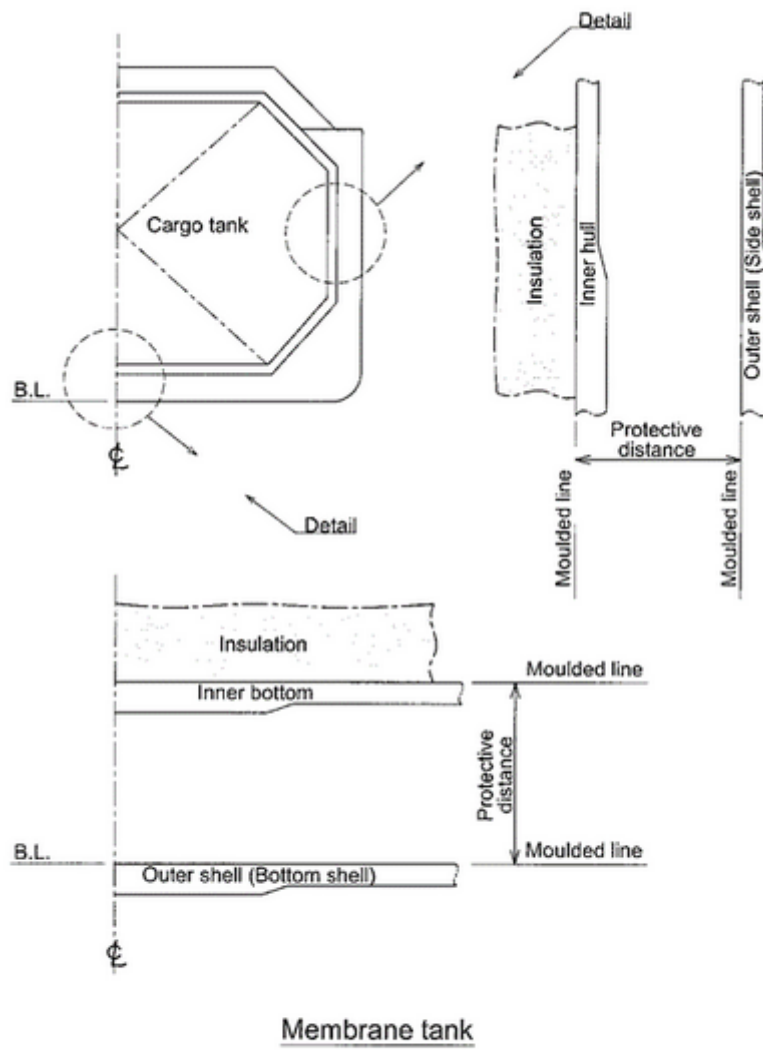 Detail
Cargo tank
B.L.
℄
Insulation
Inner hull
Outer shell (Side shell)
Protective
distance
Moulded line
Moulded line
Detail
Insulation
Inner bottom
Moulded line
Protective
distance
B.L.
Outer shell (Bottom shell)
Moulded line
℄
Membrane tank